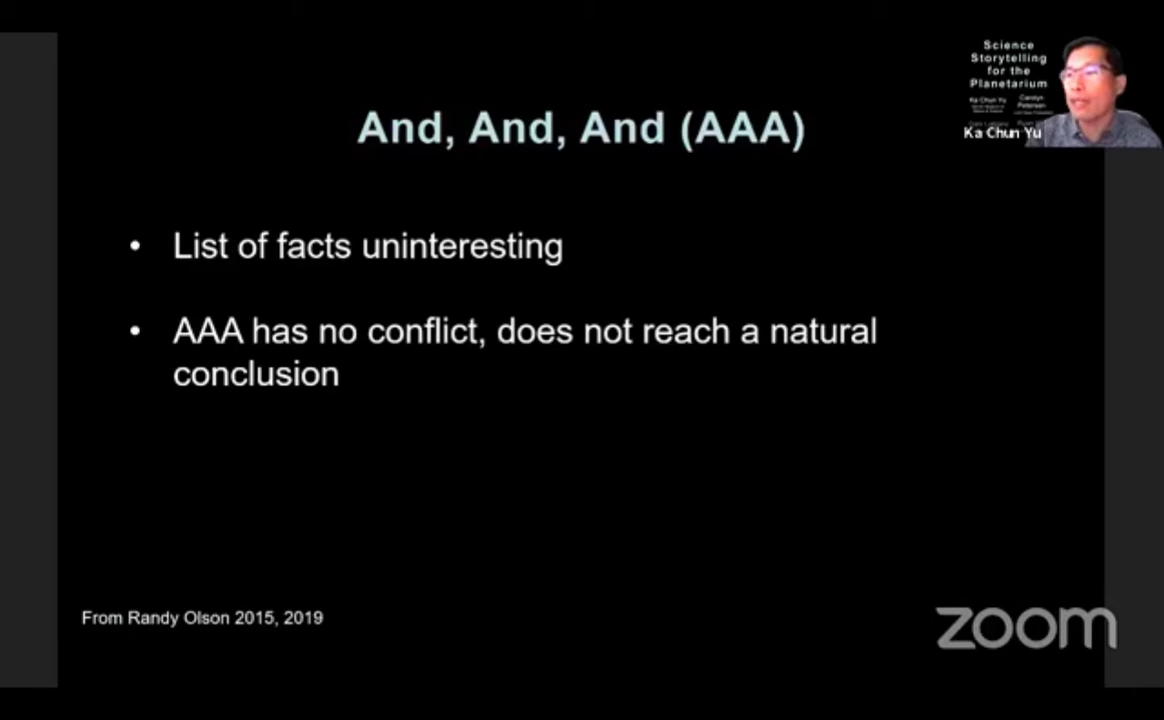 Science
Storytelling
for the
Planetarium
Ka Chun Yu
Carolyn
Petersen
Ka Chun Yu
And, And, And (AAA)
• List of facts uninteresting
• AAA has no conflict, does not reach a natural
conclusion
From Randy Olson 2015, 2019
zoom